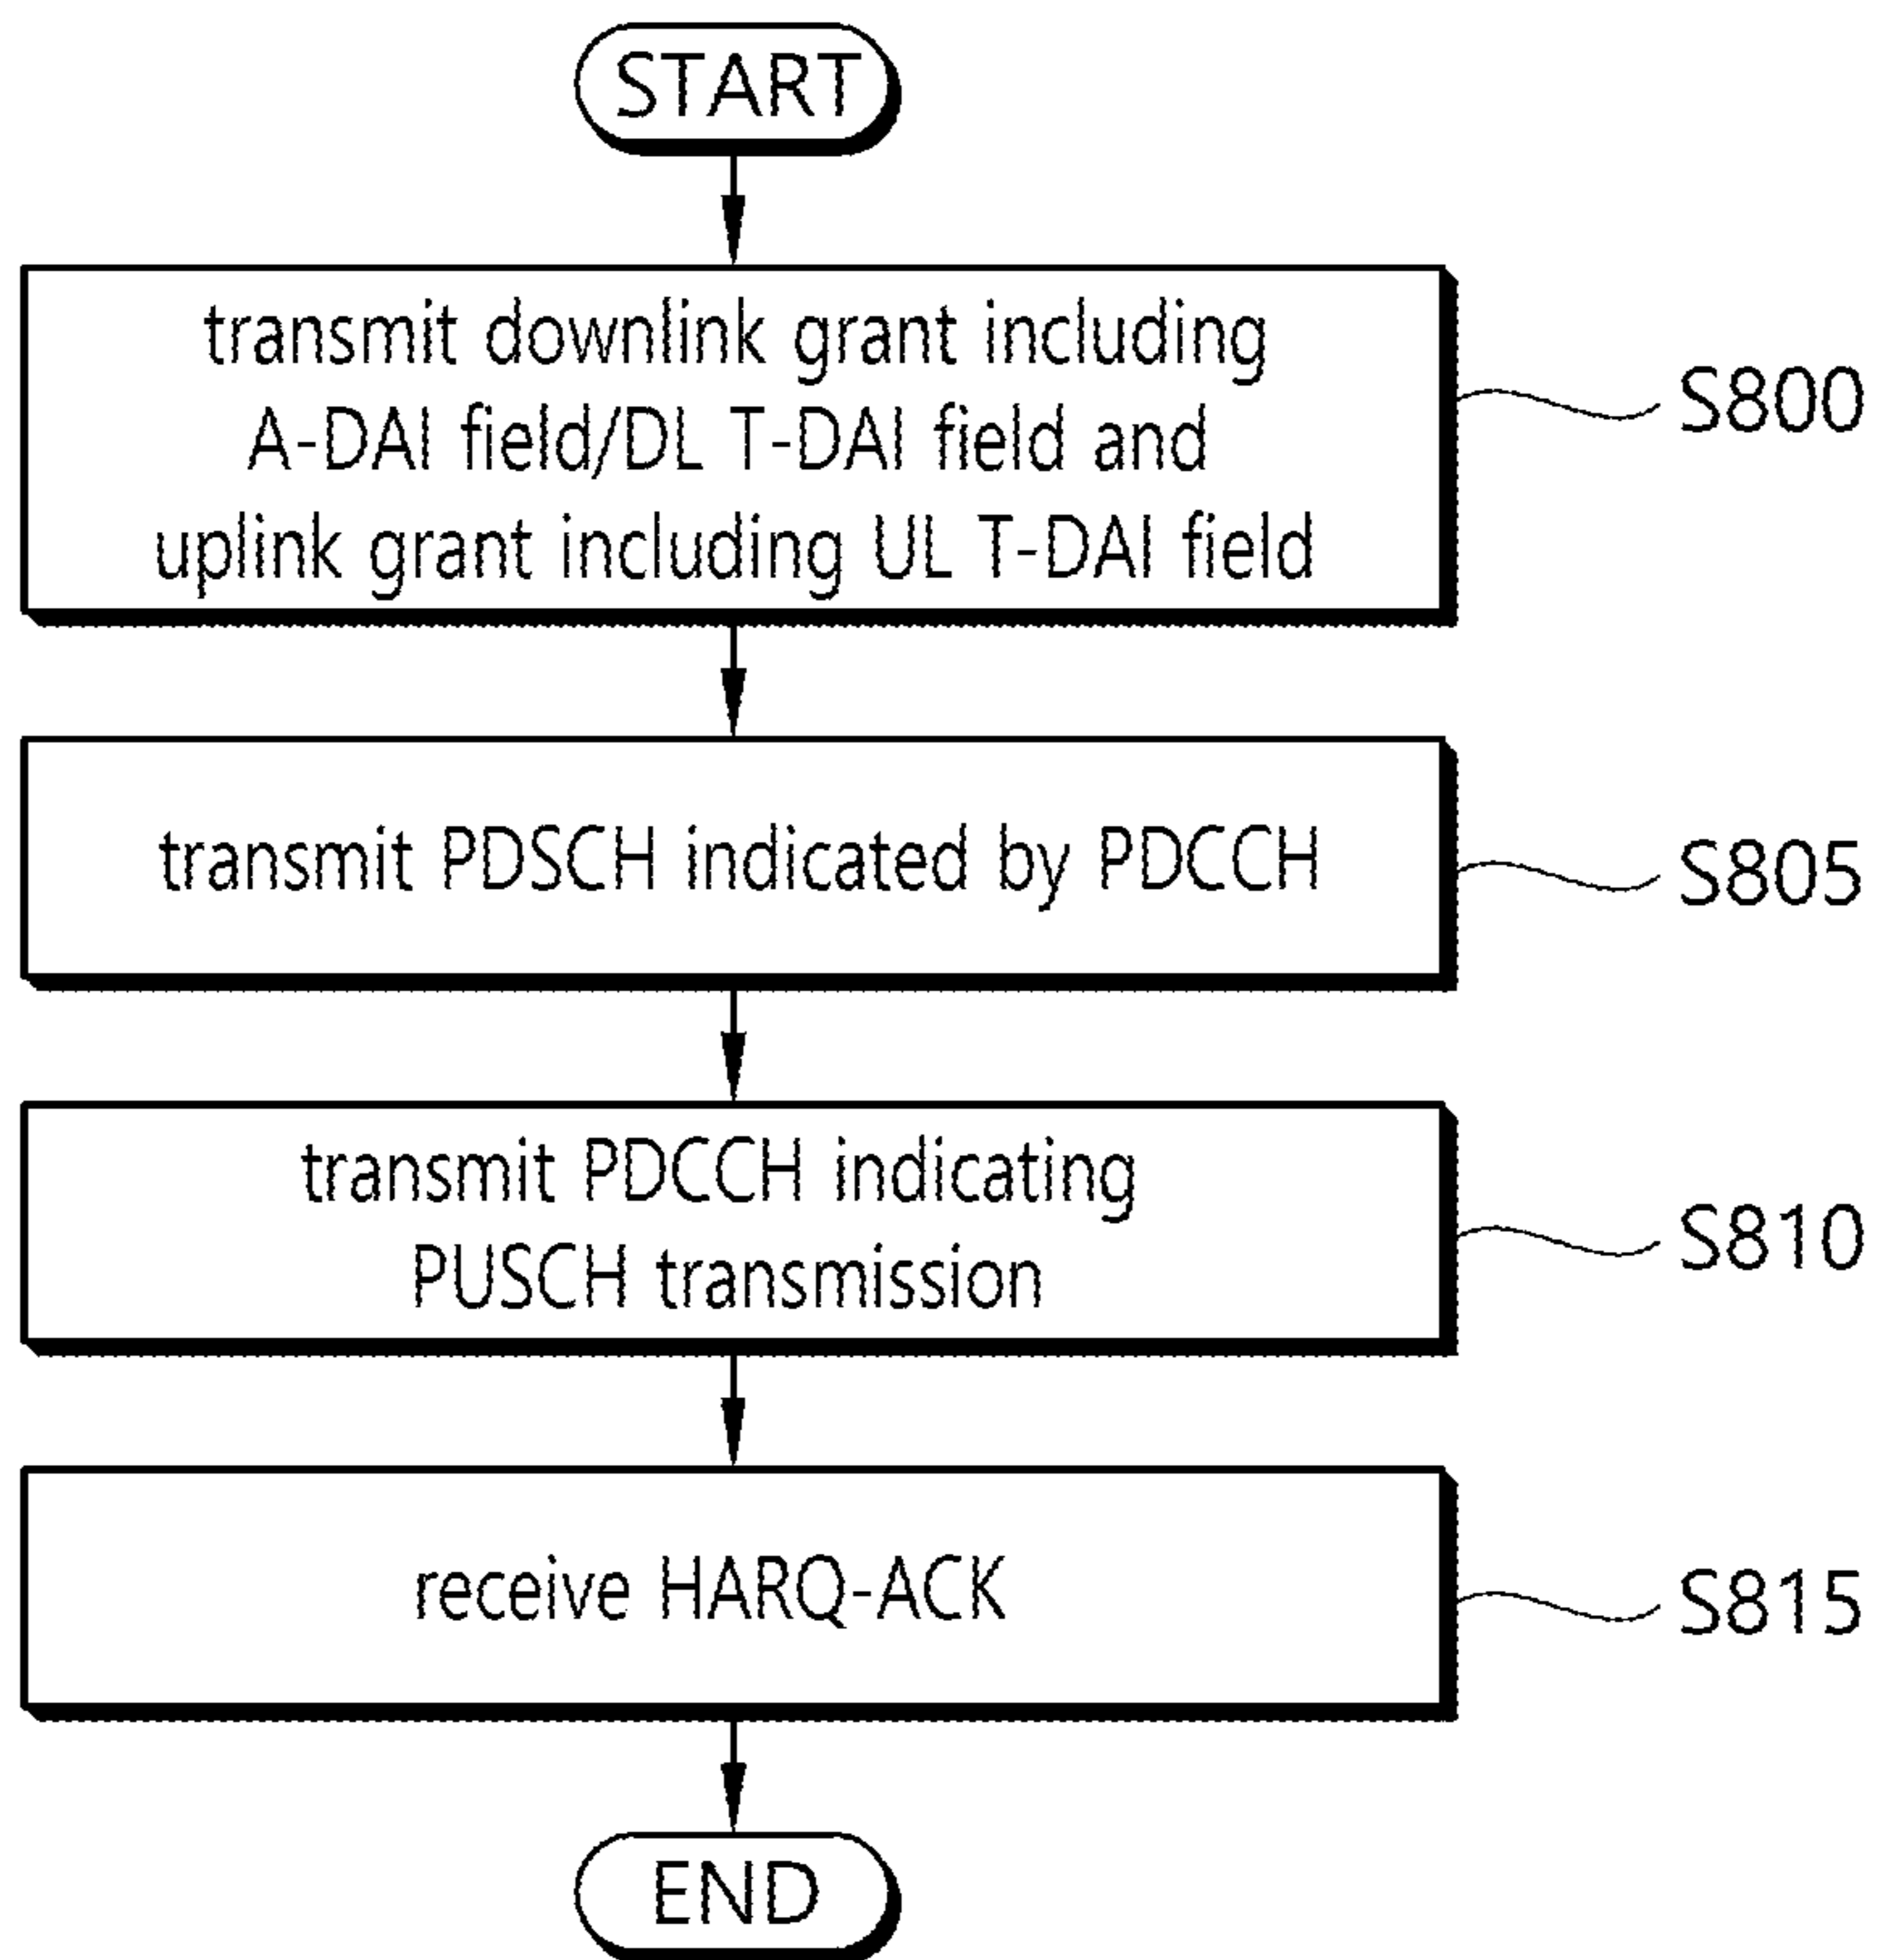 START
transmit downlink grant including
A-DAI field/DL T-DAI field and
uplink grant including UL T-DAI field
S800
transmit PDSCH indicated by PDCCH
S805
transmit PDCCH indicating
PUSCH transmission
S810
receive HARQ-ACK
S815
END